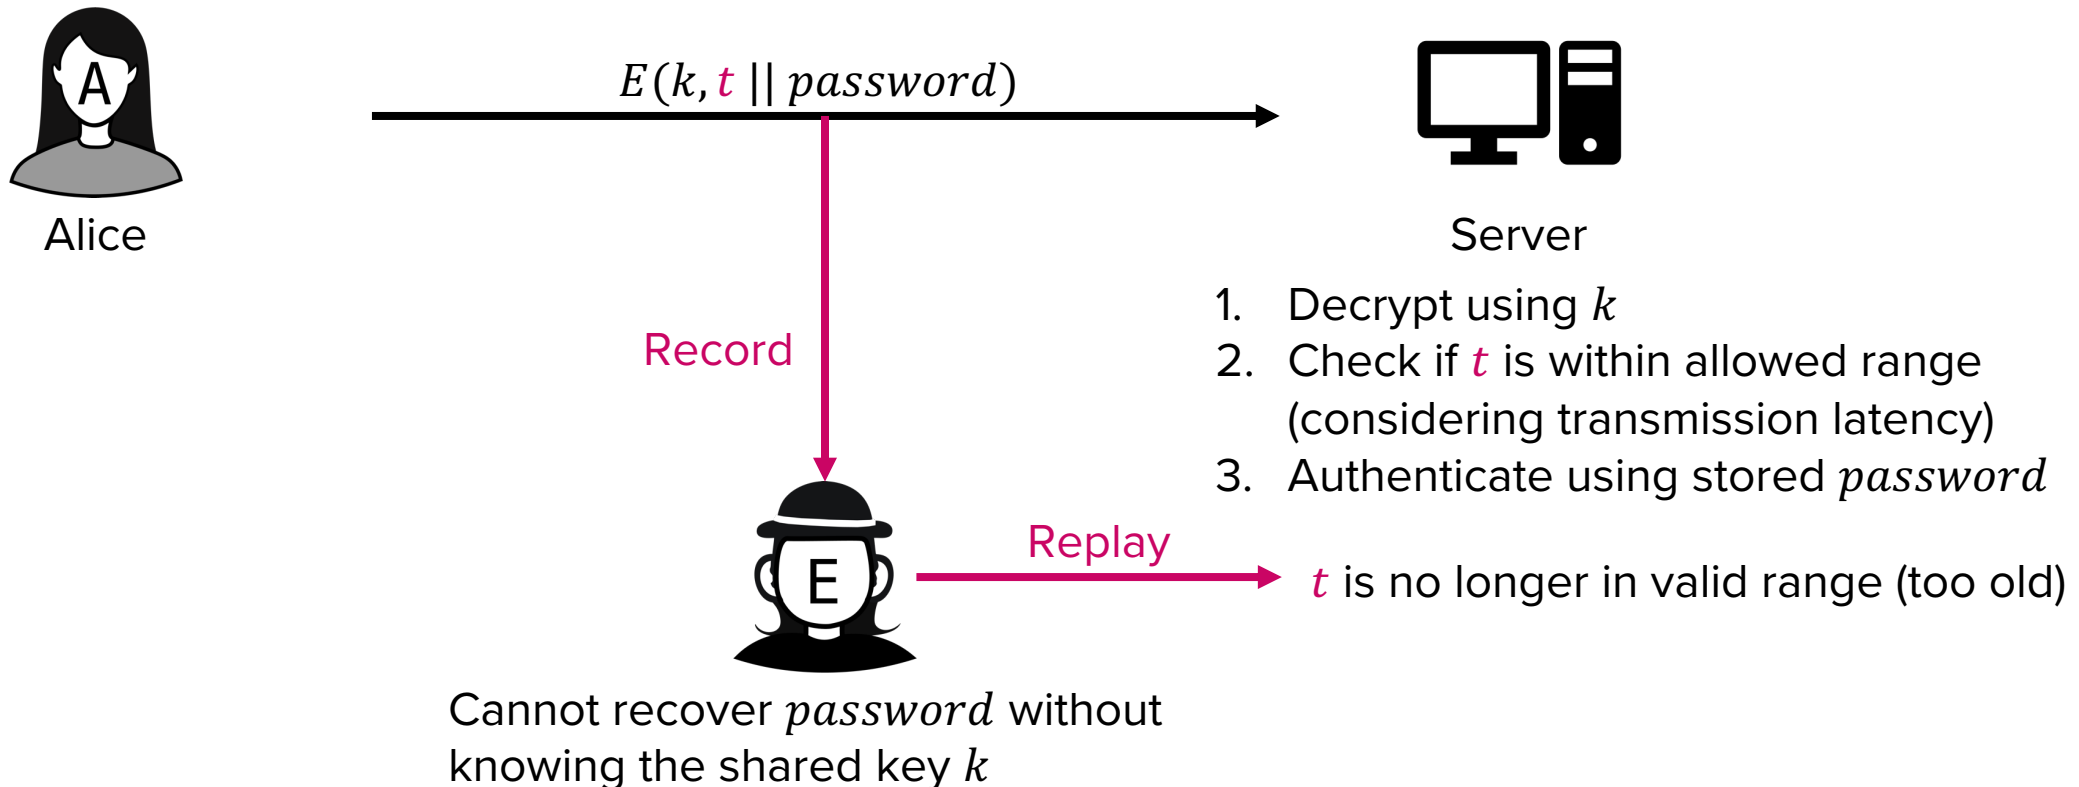 A
E(k, t || password)
Alice
Server
1. Decrypt using k
2. Check if t is within allowed range
(considering transmission latency)
3. Authenticate using stored password
Record
Replay
E
t is no longer in valid range (too old)
Cannot recover password without
knowing the shared key k